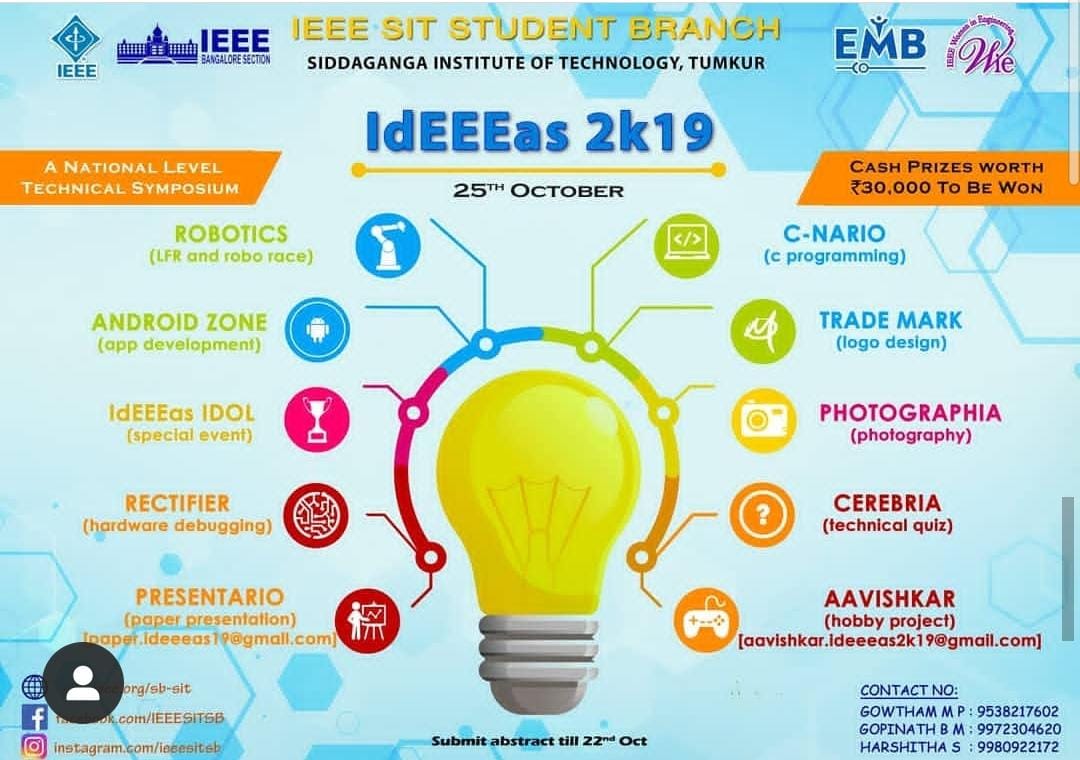 IEEE
IEEE
BANGALORE SECTION
IEEE SIT STUDENT BRANCH
SIDDAGANGA INSTITUTE OF TECHNOLOGY, TUMKUR
EMB
IEEE Women in Engineering
WIE
IdEEEas 2k19
25TH OCTOBER
A NATIONAL LEVEL
TECHNICAL SYMPOSIUM
CASH PRIZES WORTH
₹30,000 TO BE WON
ROBOTICS
(LFR and robo race)
ANDROID ZONE
(app development)
IdEEEas IDOL
(special event)
RECTIFIER
(hardware debugging)
PRESENTARIO
(paper presentation)
[paper.ideeeas19@gmail.com]
C-NARIO
(c programming)
</>
TRADE MARK
(logo design)
PHOTOGRAPHIA
(photography)
CEREBRIA
(technical quiz)
?
AAVISHKAR
(hobby project)
[aavishkar.ideeeas2k19@gmail.com]
.org/sb-sit
.com/IEEESITSB
instagram.com/ieeesitsb
Submit abstract till 22nd Oct
CONTACT NO:
GOWTHAM M P : 9538217602
GOPINATH B M : 9972304620
HARSHITHA S : 9980922172